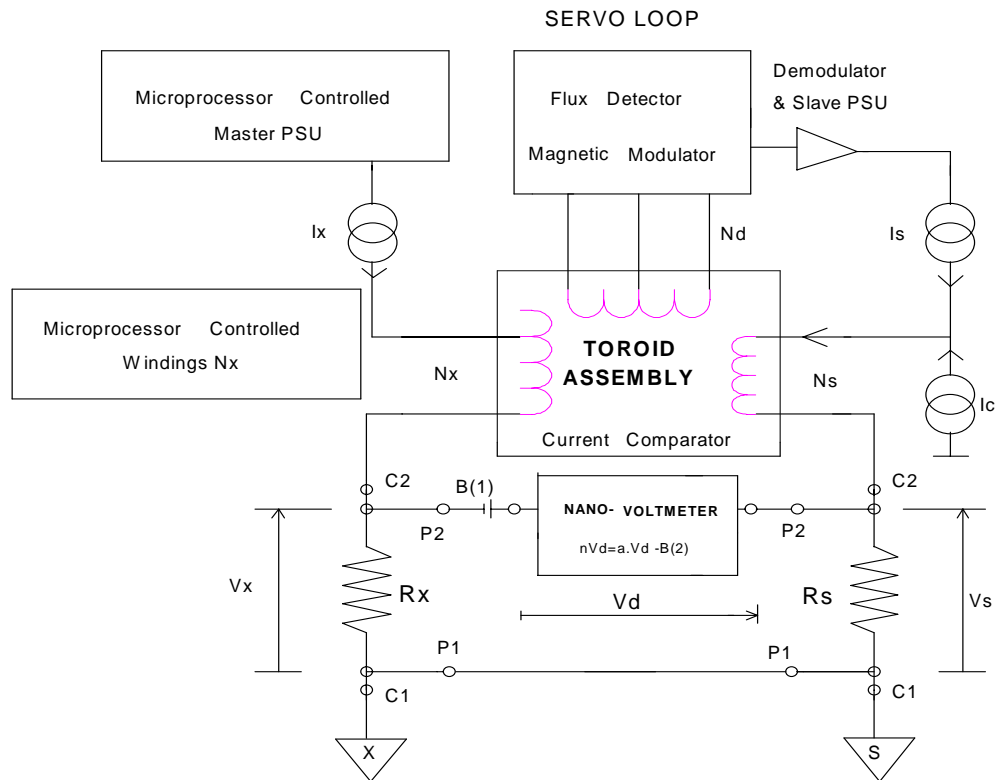 SERVO LOOP
Microprocessor Controlled
Master PSU
Flux Detector
Magnetic Modulator
Demodulator
& Slave PSU
Ix
Nd
Is
Microprocessor Controlled
Windings Nx
TOROID
ASSEMBLY
Nx
Ns
Ic
Current Comparator
C2
B(1)
C2
P2
NANO- VOLTMETER
nVd=a.Vd -B(2)
P2
Vx
Rx
Vd
Rs
Vs
P1
P1
C1
C1
X
S